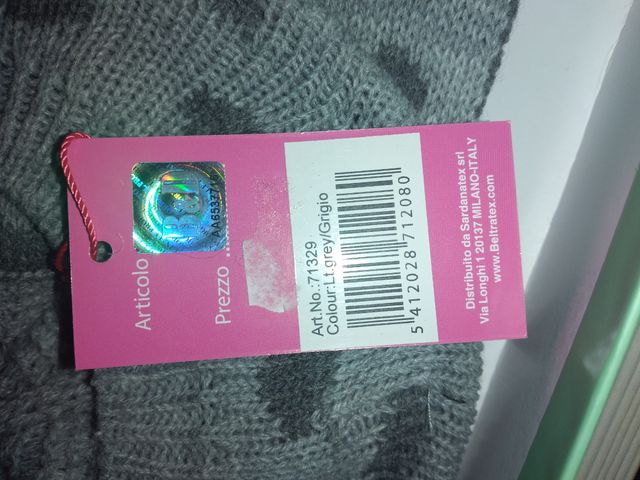 Articolo
Prezzo ....
AA653371
Art.No.:71329
Colour:Lt.grey/Grigio
5 412028 712080
Distribuito da Sardanatex srl
Via Longhi 1 20137 MILANO-ITALY
www.Beltratex.com